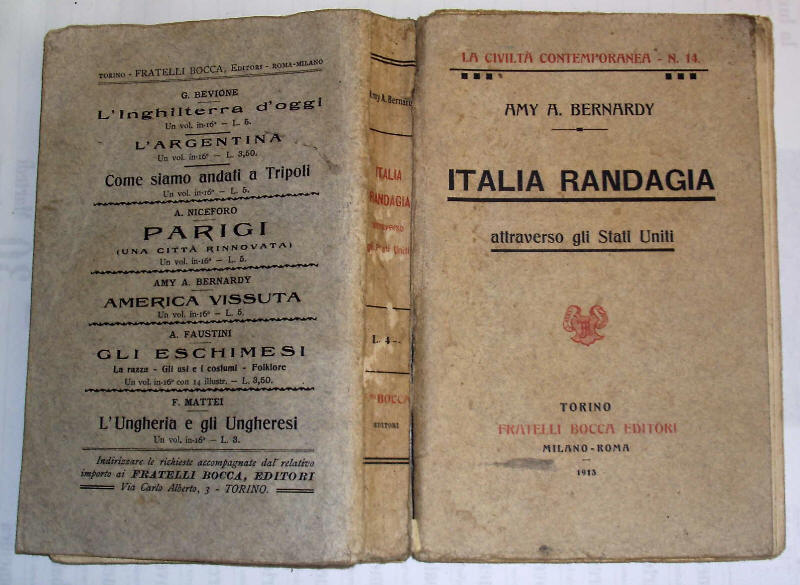 TORINO - FRATELLI BOCCA, EDITORI - ROMA-MILANO
G. BEVIONE
L'Inghilterra d'oggi
Un vol. in-16° — L. 5.
L'ARGENTINA
Un vol. in-16° — L. 3,50.
Come siamo andati a Tripoli
Un vol. in-16° — L. 5.
A. NICEFORO
PARIGI
(UNA CITTÀ RINNOVATA)
Un vol. in-16° — L. 5.
AMY A. BERNARDY
AMERICA VISSUTA
Un vol. in-16° — L. 5.
A. FAUSTINI
GLI ESCHIMESI
La razza - Gli usi e i costumi - Folklore
Un vol. in-16° con 14 illustr. — L. 3,50.
F. MATTEI
L'Ungheria e gli Ungheresi
Un vol. in-16° — L. 3.
Indirizzare le richieste accompagnate dal relativo
importo ai FRATELLI BOCCA, EDITORI
Via Carlo Alberto, 3 - TORINO.
Amy A. Bernard
ITALIA
RANDAGIA
attraverso
gli Stati Uniti
L. 4 -
BOCCA
EDITORI
LA CIVILTÀ CONTEMPORANEA - N. 14.
AMY A. BERNARDY
ITALIA RANDAGIA
attraverso gli Stati Uniti
TORINO
FRATELLI BOCCA EDITORI
MILANO-ROMA
1913